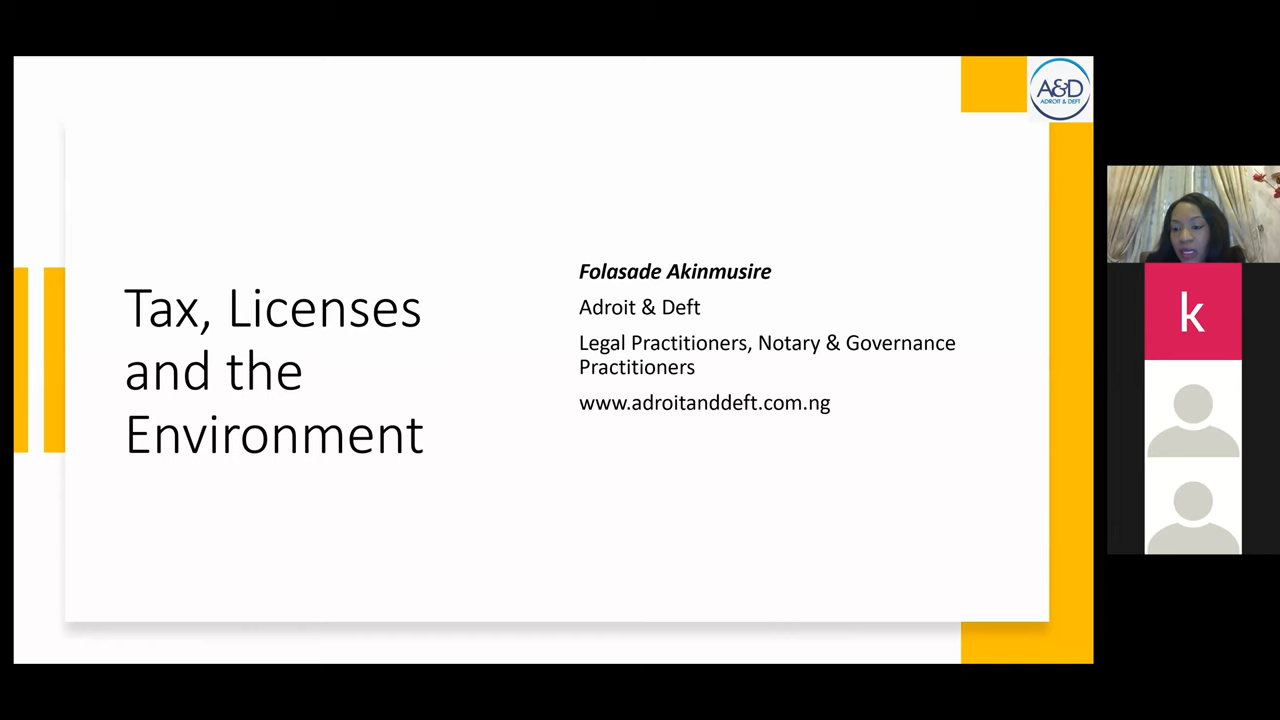 A&D
ADROIT & DEFT
Tax, Licenses
and the
Environment
Folasade Akinmusire
Adroit & Deft
Legal Practitioners, Notary & Governance
Practitioners
www.adroitanddeft.com.ng
k